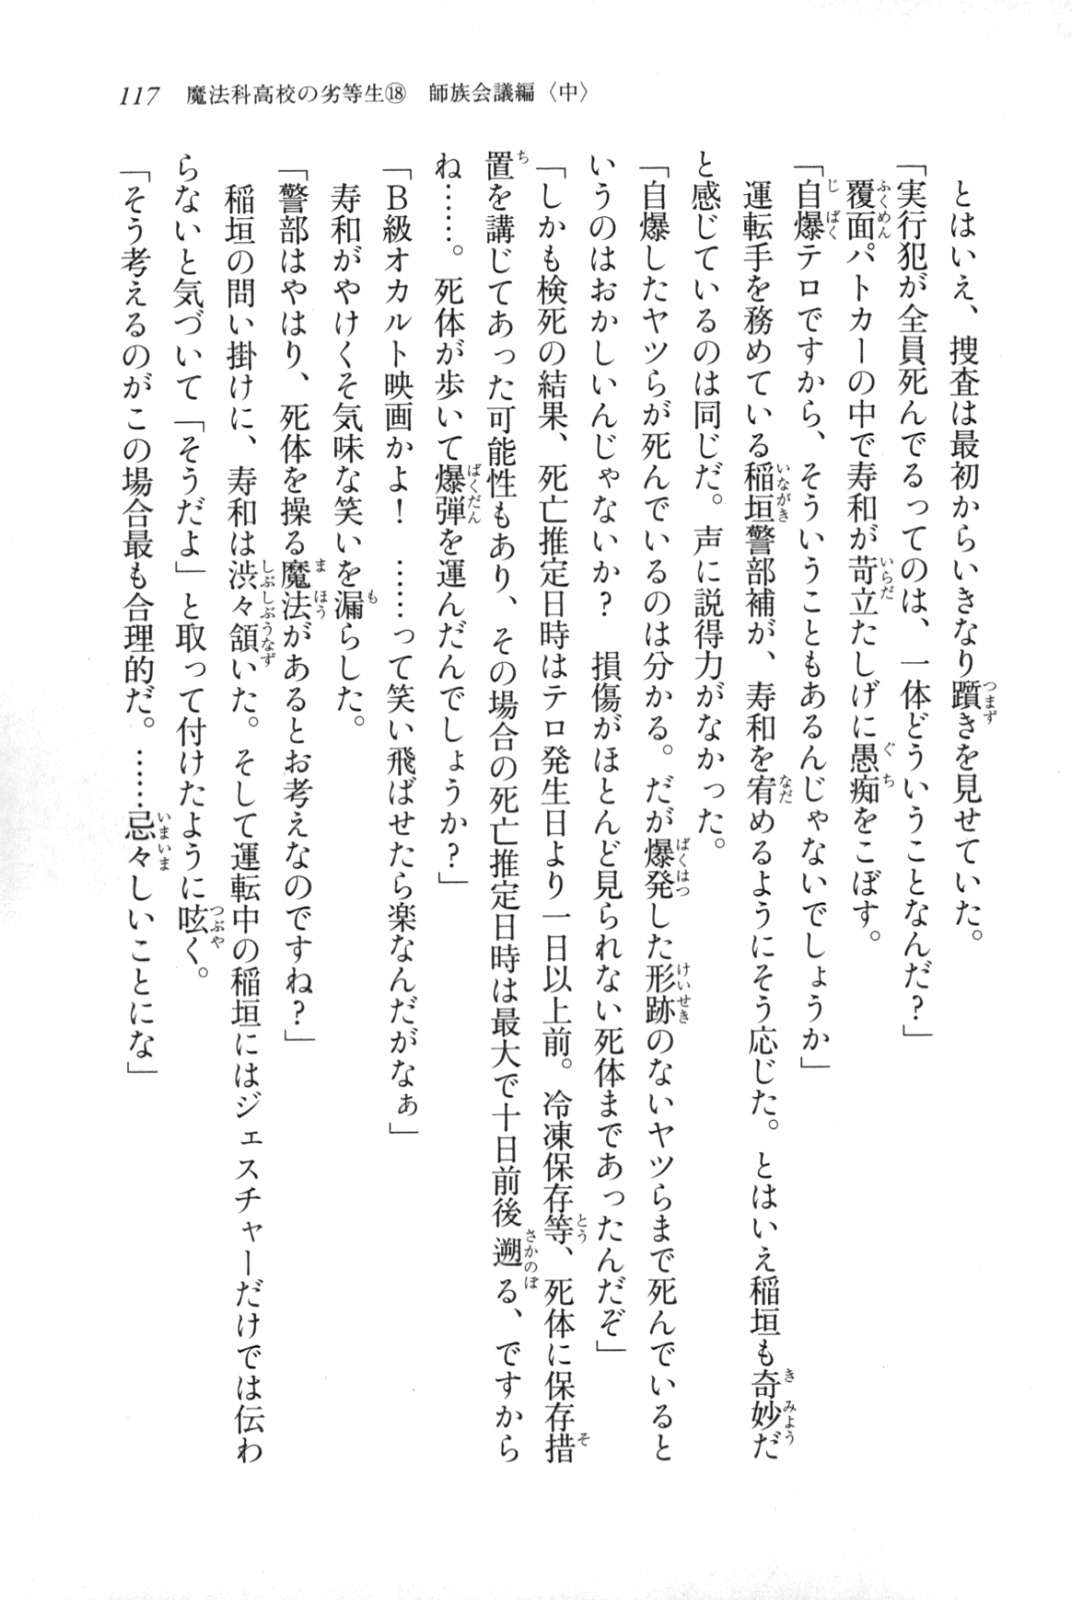 117　魔法科高校の劣等生⑱　師族会議編〈中〉
　とはいえ、捜査は最初からいきなり躓きを見せていた。
「実行犯が全員死んでるってのは、一体どういうことなんだ？」
　覆面パトカーの中で寿和が苛立たしげに愚痴をこぼす。
「自爆テロですから、そういうこともあるんじゃないでしょうか」
　運転手を務めている稲垣警部補が、寿和を宥めるようにそう応じた。とはいえ稲垣も奇妙だ
と感じているのは同じだ。声に説得力がなかった。
「自爆したヤツらが死んでいるのは分かる。だが爆発した形跡のないヤツらまで死んでいると
いうのはおかしいんじゃないか？　損傷がほとんど見られない死体まであったんだぞ」
「しかも検死の結果、死亡推定日時はテロ発生日より一日以上前。冷凍保存等、死体に保存措
置を講じてあった可能性もあり、その場合の死亡推定日時は最大で十日前後遡る、ですから
ね……。死体が歩いて爆弾を運んだんでしょうか？」
「Ｂ級オカルト映画かよ！　……って笑い飛ばせたら楽なんだがなぁ」
　寿和がやけくそ気味な笑いを漏らした。
「警部はやはり、死体を操る魔法があるとお考えなのですね？」
　稲垣の問い掛けに、寿和は渋々頷いた。そして運転中の稲垣にはジェスチャーだけでは伝わ
らないと気づいて「そうだよ」と取って付けたように呟く。
「そう考えるのがこの場合最も合理的だ。……忌々しいことにな」